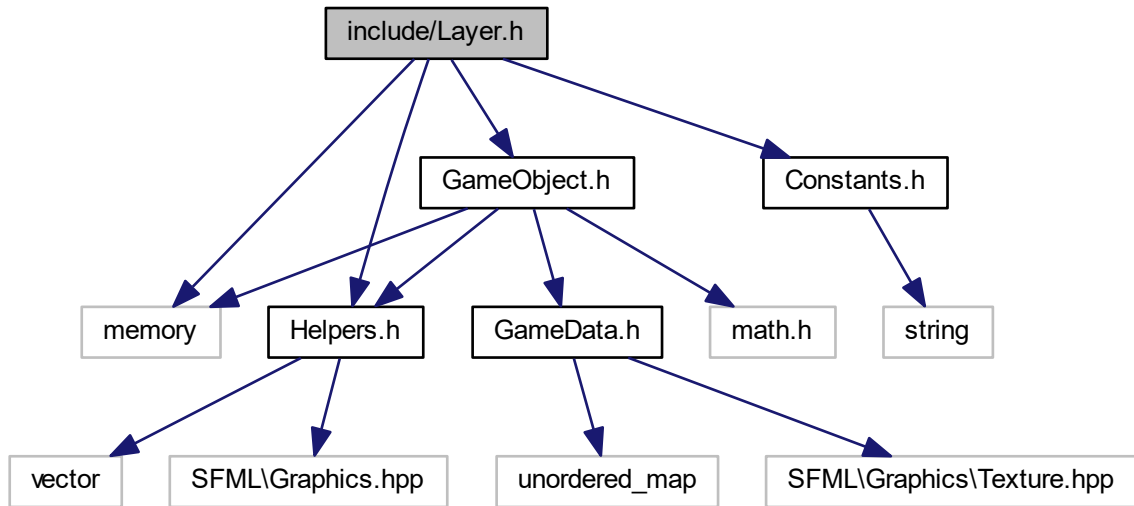 include/Layer.h
GameObject.h
Constants.h
memory
Helpers.h
GameData.h
math.h
string
vector
SFML\Graphics.hpp
unordered_map
SFML\Graphics\Texture.hpp